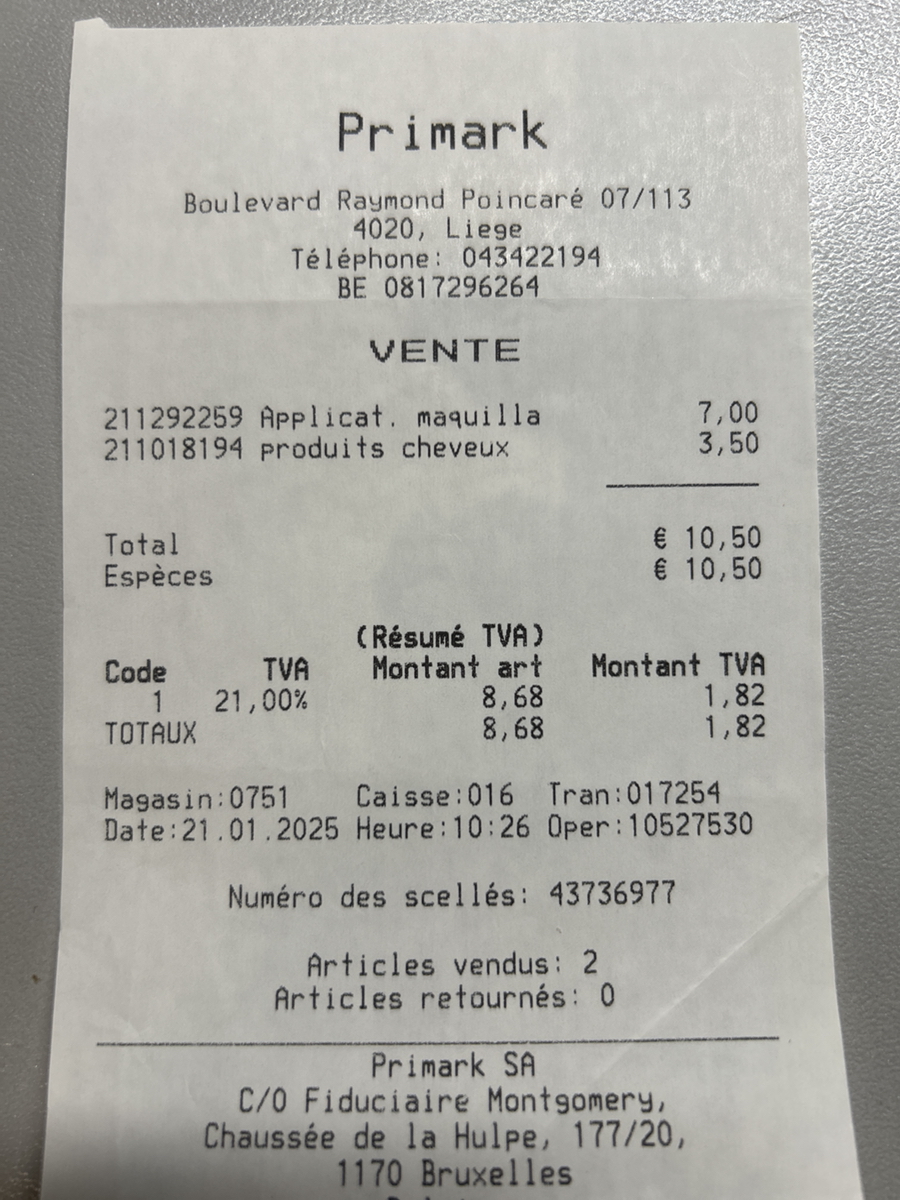 Primark
Boulevard Raymond Poincaré 07/113
4020, Liege
Téléphone: 043422194
BE 0817296264
VENTE
211292259 Applicat. maquilla 7,00
211018194 produits cheveux 3,50
Total € 10,50
Espèces € 10,50
(Résumé TVA)
Code TVA Montant art Montant TVA
1 21,00% 8,68 1,82
TOTAUX 8,68 1,82
Magasin:0751 Caisse:016 Tran:017254
Date:21.01.2025 Heure:10:26 Oper:10527530
Numéro des scellés: 43736977
Articles vendus: 2
Articles retournés: 0
Primark SA
C/O Fiduciaire Montgomery,
Chaussée de la Hulpe, 177/20,
1170 Bruxelles